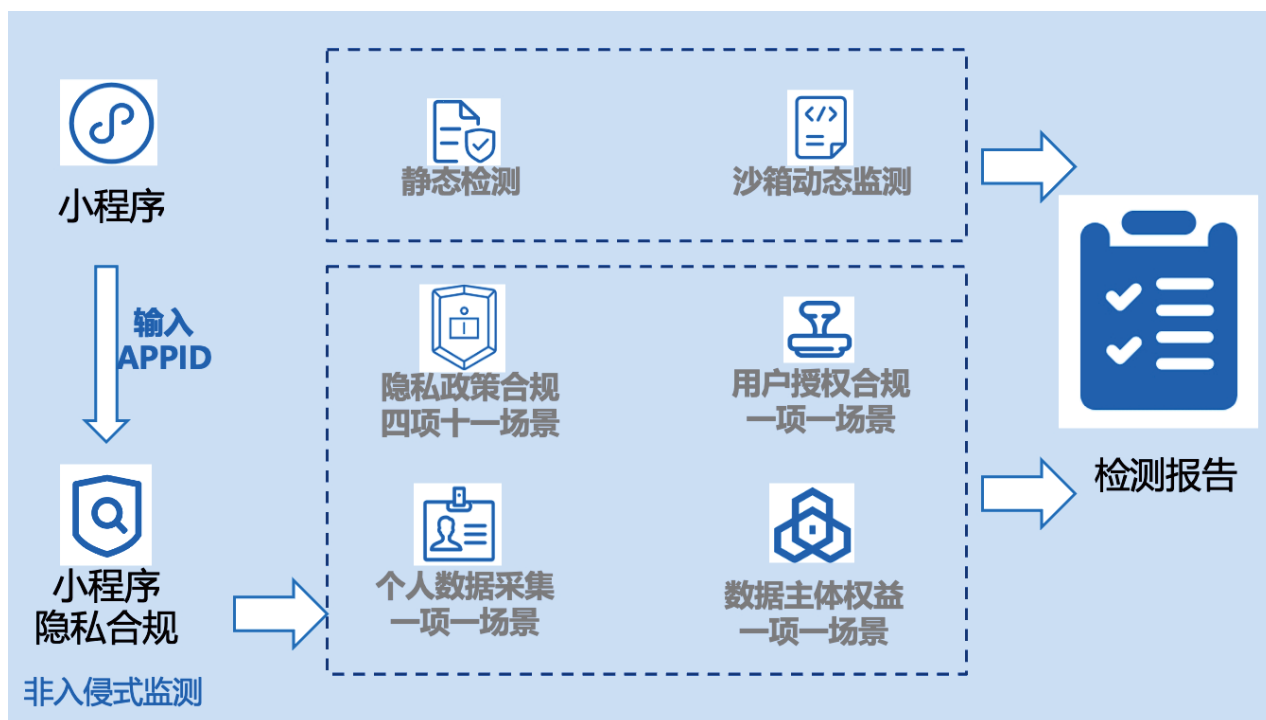 小程序
输入
APPID
小程序
隐私合规
非入侵式监测
静态检测
沙箱动态监测
隐私政策合规
四项十一场景
用户授权合规
一项一场景
个人数据采集
一项一场景
数据主体权益
一项一场景
检测报告